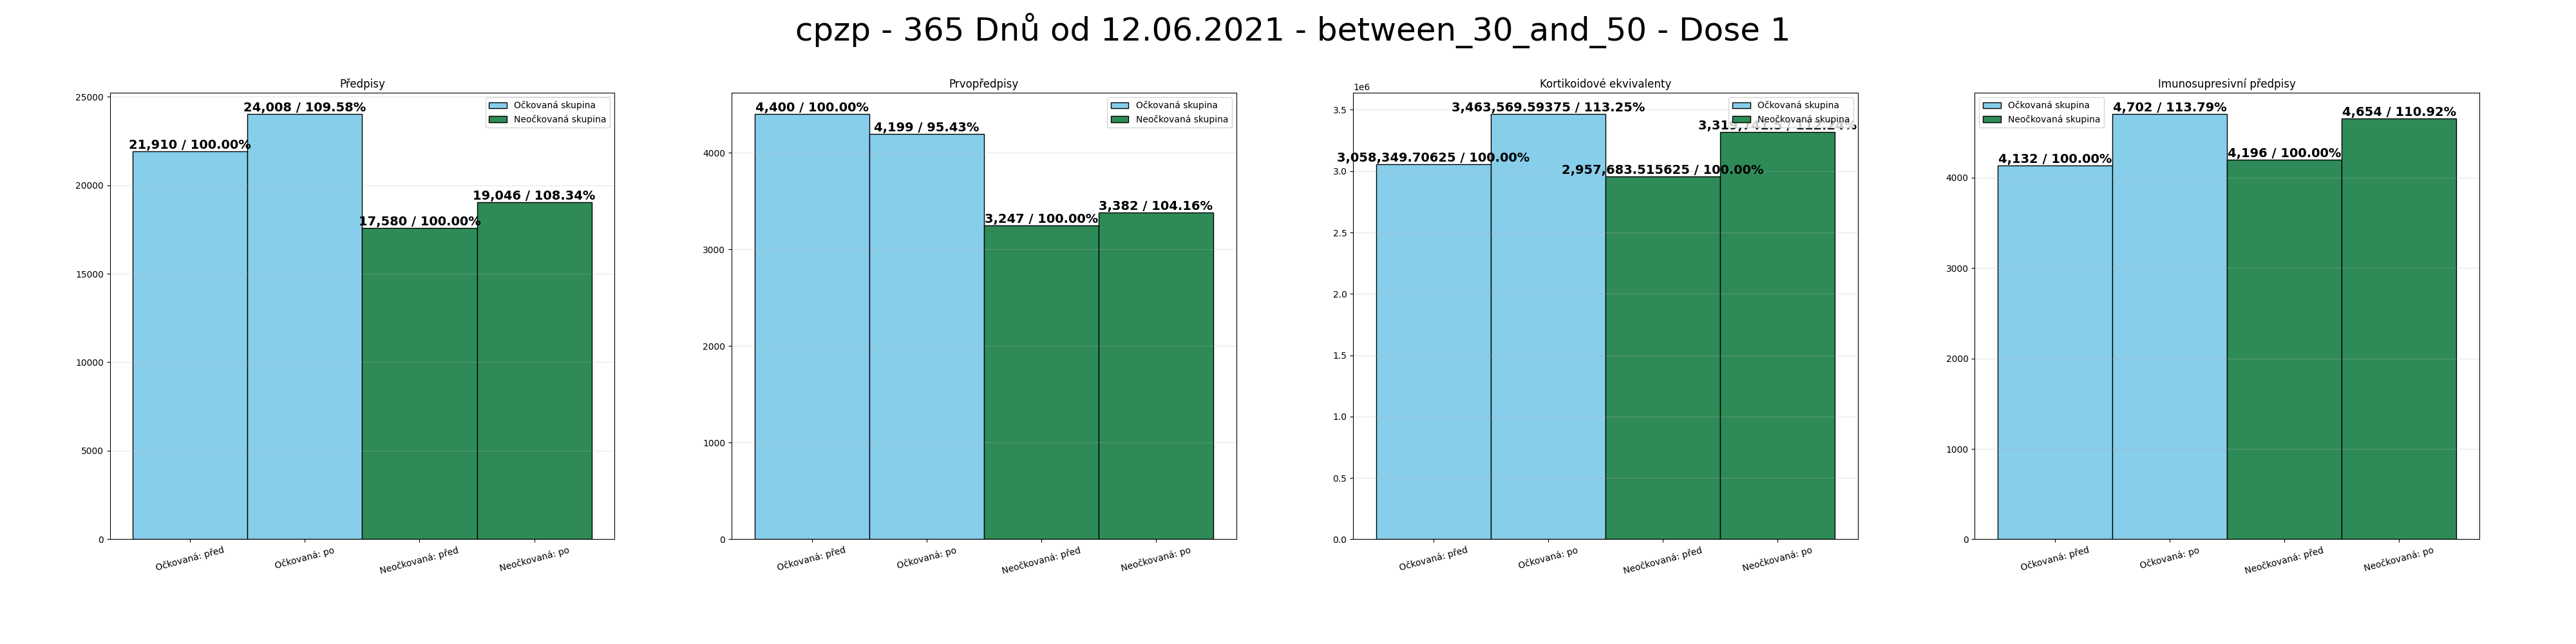 cpzp - 365 Dnů od 12.06.2021 - between_30_and_50 - Dose 1
Předpisy
25000
20000
15000
10000
5000
0
21,910 / 100.00%
24,008 / 109.58%
17,580 / 100.00%
19,046 / 108.34%
Očkovaná skupina
Neočkovaná skupina
Očkovaná: před
Očkovaná: po
Neočkovaná: před
Neočkovaná: po
Prvopředpisy
4000
3000
2000
1000
0
4,400 / 100.00%
4,199 / 95.43%
3,247 / 100.00%
3,382 / 104.16%
Očkovaná skupina
Neočkovaná skupina
Očkovaná: před
Očkovaná: po
Neočkovaná: před
Neočkovaná: po
Kortikoidové ekvivalenty
1e6
3.5
3.0
2.5
2.0
1.5
1.0
0.5
0.0
3,058,349.70625 / 100.00%
3,463,569.59375 / 113.25%
2,957,683.515625 / 100.00%
/ 112.24%
Očkovaná skupina
Neočkovaná skupina
Očkovaná: před
Očkovaná: po
Neočkovaná: před
Neočkovaná: po
Imunosupresivní předpisy
4000
3000
2000
1000
0
4,132 / 100.00%
4,702 / 113.79%
4,196 / 100.00%
4,654 / 110.92%
Očkovaná skupina
Neočkovaná skupina
Očkovaná: před
Očkovaná: po
Neočkovaná: před
Neočkovaná: po